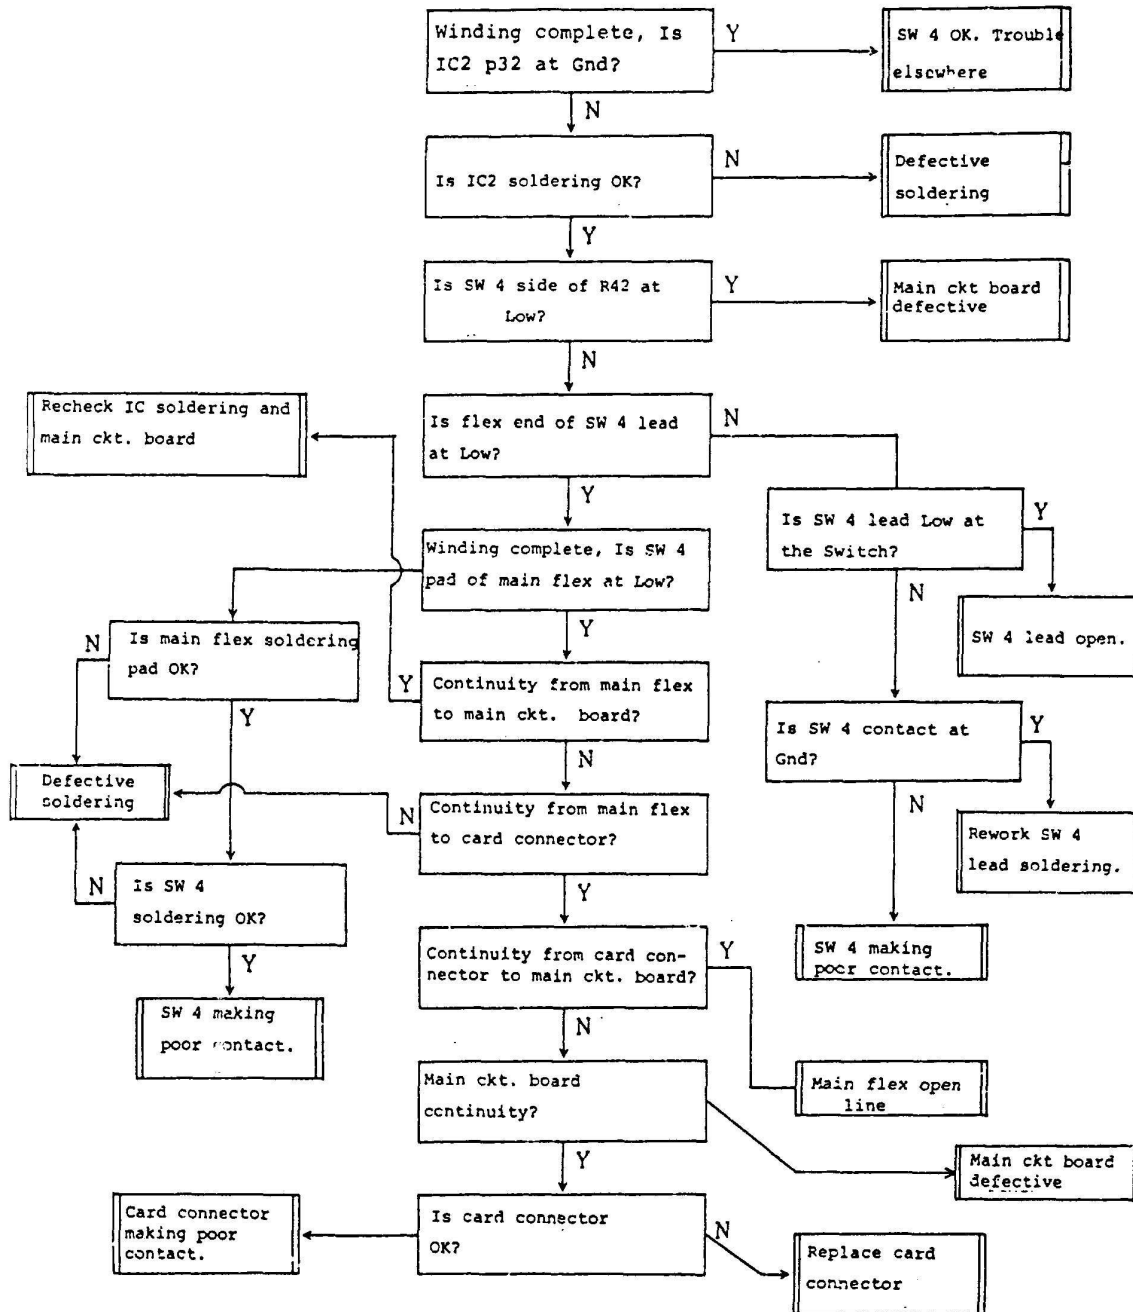 Winding complete, Is
IC2 p32 at Gnd?
Y
SW 4 OK. Trouble
elsewhere
N
Is IC2 soldering OK?
N
Defective
soldering
Y
Is SW 4 side of R42 at
Low?
Y
Main ckt board
defective
N
Recheck IC soldering and
main ckt. board
Is flex end of SW 4 lead
at Low?
N
Y
Is SW 4 lead Low at
the Switch?
Y
Winding complete, Is SW 4
pad of main flex at Low?
N
SW 4 lead open.
Y
N
Is main flex soldering
pad OK?
Y
Continuity from main flex
to main ckt. board?
Y
Is SW 4 contact at
Gnd?
Y
N
Defective
soldering
N
Continuity from main flex
to card connector?
N
Rework SW 4
lead soldering.
N
Is SW 4
soldering OK?
Y
Y
Continuity from card con-
nector to main ckt. board?
Y
SW 4 making
poor contact.
SW 4 making
poor contact.
N
Main ckt. board
continuity?
Main flex open
line
Y
Main ckt board
defective
Card connector
making poor
contact.
Is card connector
OK?
N
Replace card
connector